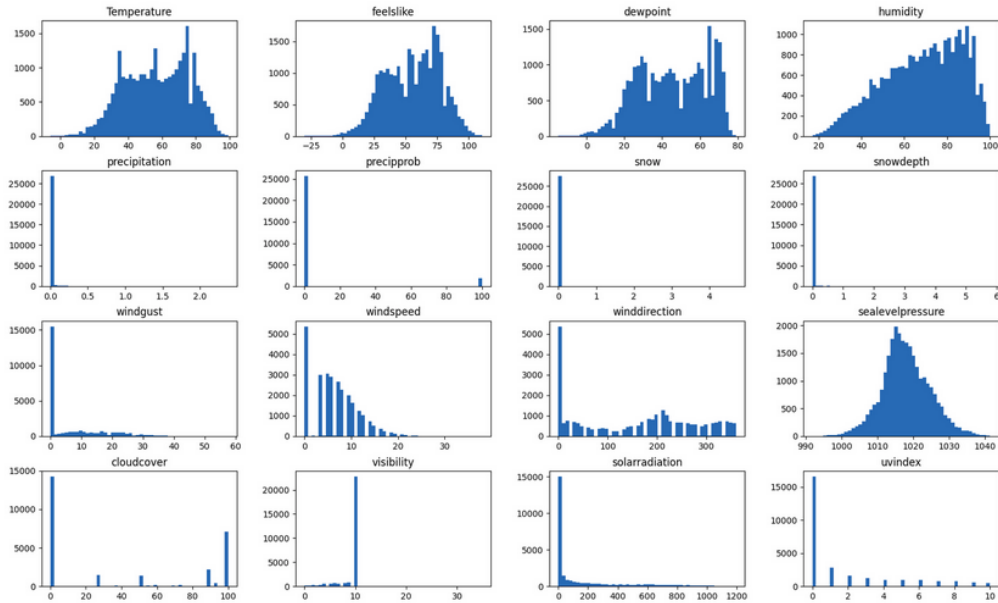 Temperature feelslike dewpoint humidity
1500 1000 500 0
1500 1000 500 0
1500 1000 500 0
1000 800 600 400 200 0
0 20 40 60 80 100
−25 0 25 50 75 100
0 20 40 60 80
20 40 60 80 100
precipitation precipprob snow snowdepth
25000 20000 15000 10000 5000 0
25000 20000 15000 10000 5000 0
25000 20000 15000 10000 5000 0
25000 20000 15000 10000 5000 0
0.0 0.5 1.0 1.5 2.0
0 20 40 60 80 100
0 1 2 3 4
0 1 2 3 4 5 6
windgust windspeed winddirection sealevelpressure
15000 10000 5000 0
5000 4000 3000 2000 1000 0
5000 4000 3000 2000 1000 0
2000 1500 1000 500 0
0 10 20 30 40 50 60
0 10 20 30
0 100 200 300
990 1000 1010 1020 1030 1040
cloudcover visibility solarradiation uvindex
15000 10000 5000 0
20000 15000 10000 5000 0
15000 10000 5000 0
15000 10000 5000 0
0 20 40 60 80 100
0 10 20 30
0 200 400 600 800 1000 1200
0 2 4 6 8 10